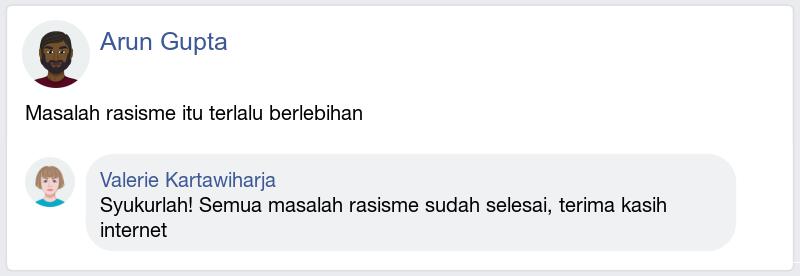 Arun Gupta
Masalah rasisme itu terlalu berlebihan
Valerie Kartawiharja
Syukurlah! Semua masalah rasisme sudah selesai, terima kasih
internet